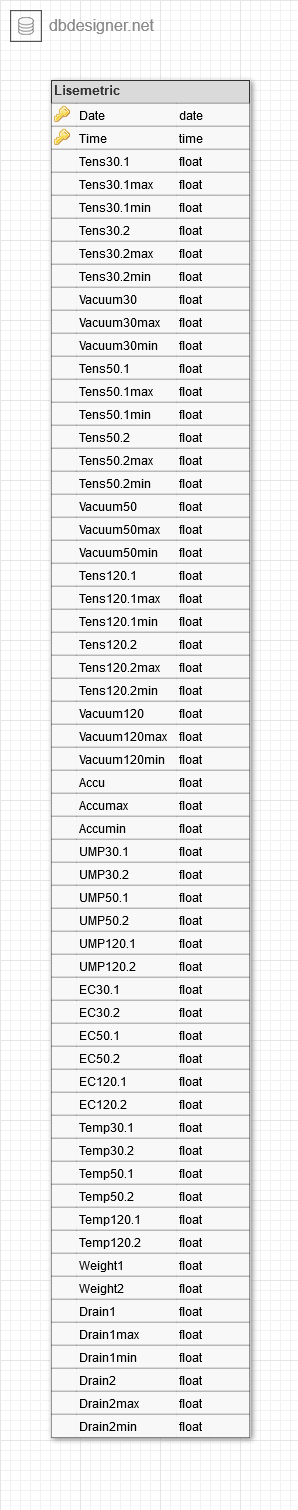 dbdesigner.net
Lisemetric
Date date
Time time
Tens30.1 float
Tens30.1max float
Tens30.1min float
Tens30.2 float
Tens30.2max float
Tens30.2min float
Vacuum30 float
Vacuum30max float
Vacuum30min float
Tens50.1 float
Tens50.1max float
Tens50.1min float
Tens50.2 float
Tens50.2max float
Tens50.2min float
Vacuum50 float
Vacuum50max float
Vacuum50min float
Tens120.1 float
Tens120.1max float
Tens120.1min float
Tens120.2 float
Tens120.2max float
Tens120.2min float
Vacuum120 float
Vacuum120max float
Vacuum120min float
Accu float
Accumax float
Accumin float
UMP30.1 float
UMP30.2 float
UMP50.1 float
UMP50.2 float
UMP120.1 float
UMP120.2 float
EC30.1 float
EC30.2 float
EC50.1 float
EC50.2 float
EC120.1 float
EC120.2 float
Temp30.1 float
Temp30.2 float
Temp50.1 float
Temp50.2 float
Temp120.1 float
Temp120.2 float
Weight1 float
Weight2 float
Drain1 float
Drain1max float
Drain1min float
Drain2 float
Drain2max float
Drain2min float